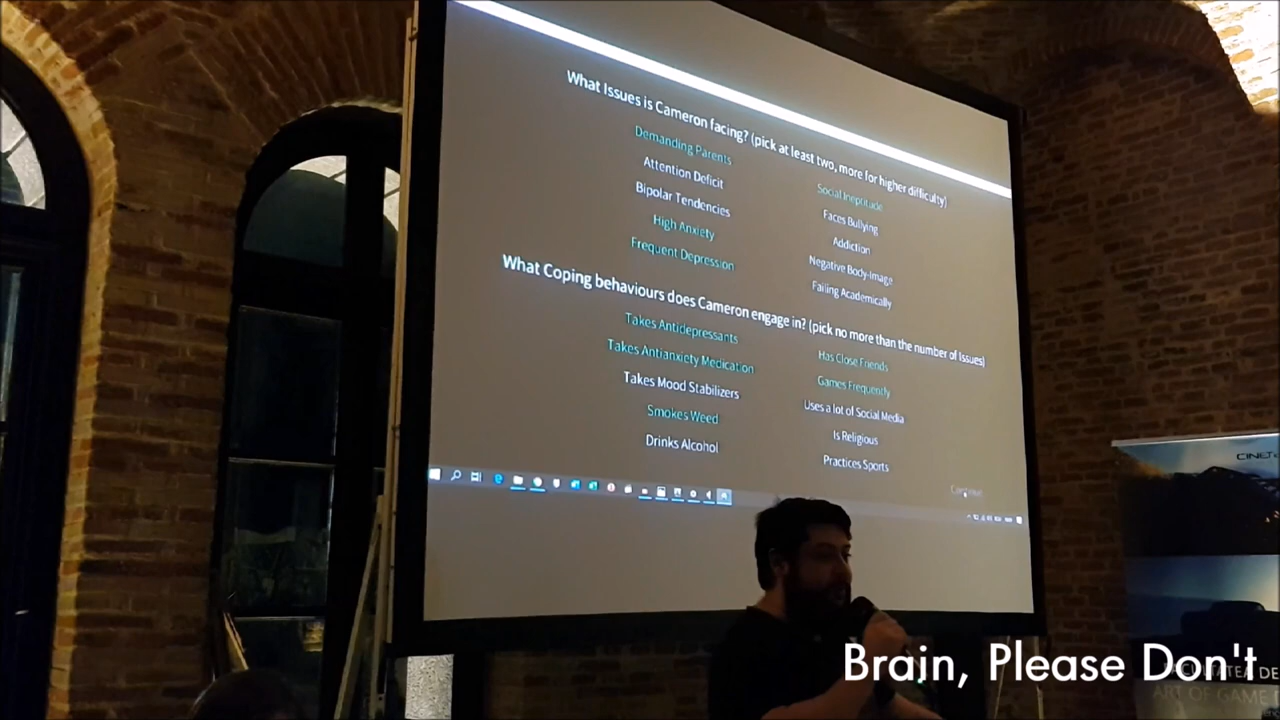 What Issues is Cameron facing? (pick at least two, more for higher difficulty)
Demanding Parents
Attention Deficit
Bipolar Tendencies
High Anxiety
Frequent Depression
Social Ineptitude
Faces Bullying
Addiction
Negative Body-image
Failing Academically
What Coping behaviours does Cameron engage in? (pick no more than the number of Issues)
Takes Antidepressants
Takes Antianxiety Medication
Takes Mood Stabilizers
Smokes Weed
Drinks Alcohol
Has Close Friends
Games Frequently
Uses a lot of Social Media
Is Religious
Practices Sports
Continue
Brain, Please Don't
ART OF GAME